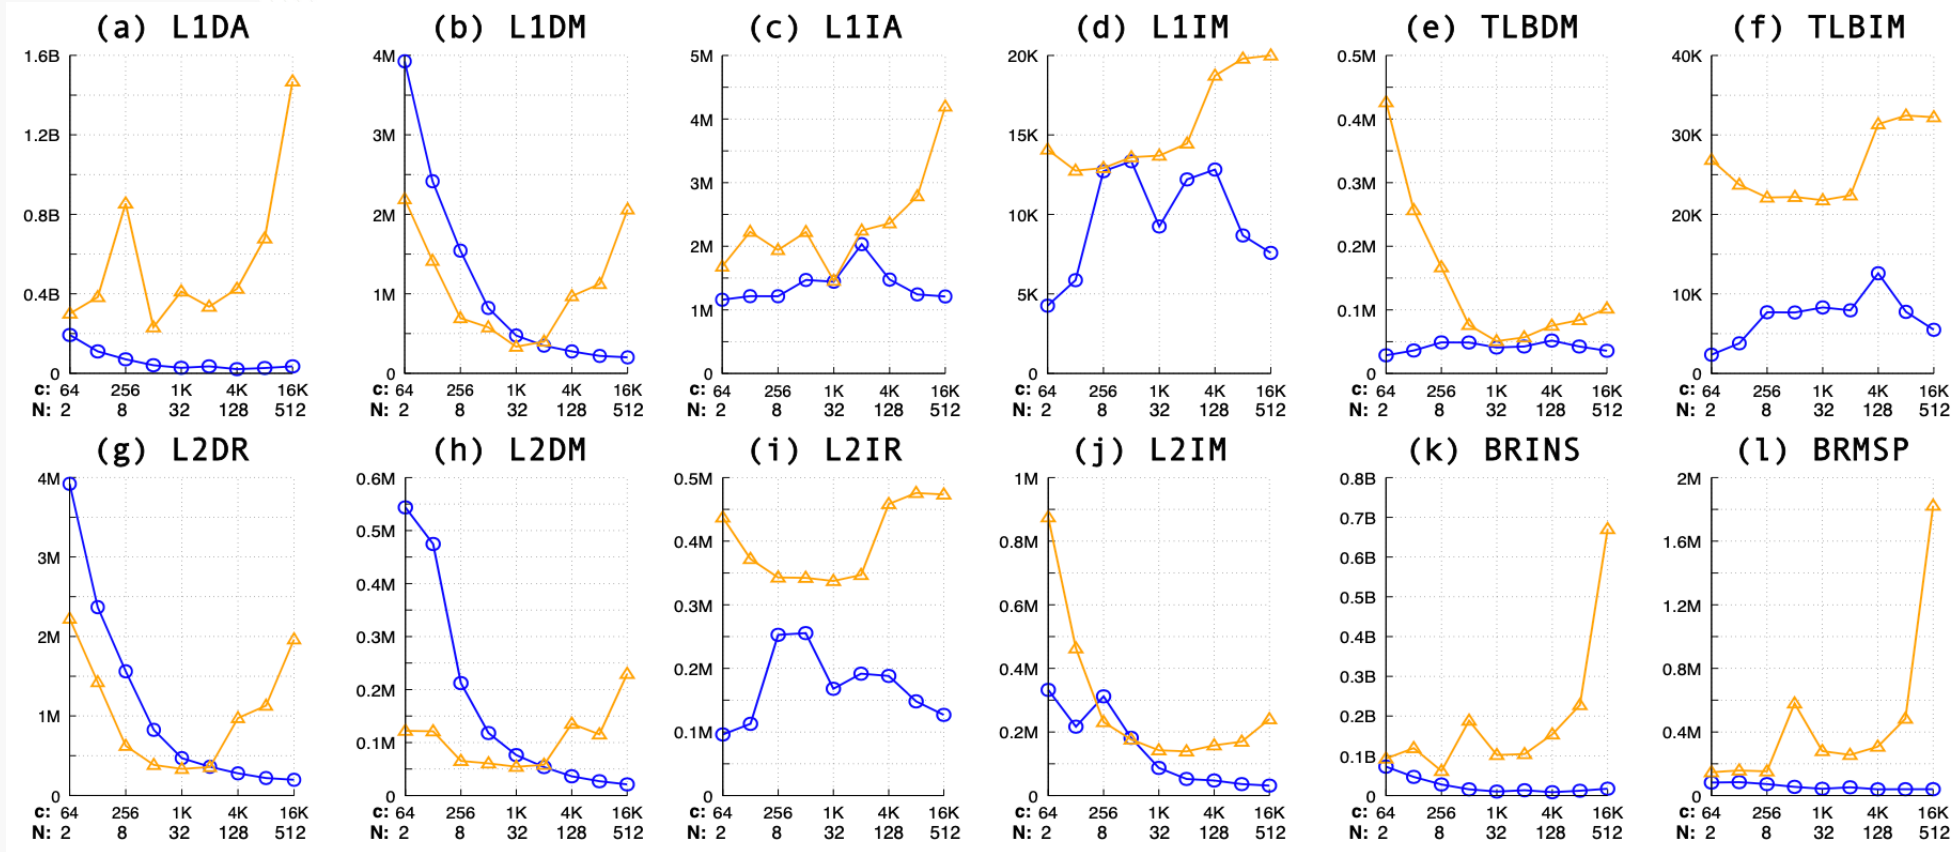 (a) L1DA (b) L1DM (c) L1IA (d) L1IM (e) TLBDM (f) TLBIM
1.6B 4M 5M 20K 0.5M 40K
4M 0.4M
1.2B 3M 15K 30K
3M 0.3M
0.8B 2M 10K 20K
2M 0.2M
0.4B 1M 5K 10K
1M 0.1M
0 0 0 0 0 0
c: 64 256 1K 4K 16K c: 64 256 1K 4K 16K c: 64 256 1K 4K 16K c: 64 256 1K 4K 16K c: 64 256 1K 4K 16K c: 64 256 1K 4K 16K
N: 2 8 32 128 512 N: 2 8 32 128 512 N: 2 8 32 128 512 N: 2 8 32 128 512 N: 2 8 32 128 512 N: 2 8 32 128 512
(g) L2DR (h) L2DM (i) L2IR (j) L2IM (k) BRINS (l) BRMSP
4M 0.6M 0.5M 1M 0.8B 2M
0.7B
0.5M
0.4M 0.8M 1.6M
3M 0.6B
0.4M
0.3M 0.6M 0.5B 1.2M
2M 0.3M 0.4B
0.2M 0.4M 0.8M
0.2M 0.3B
1M 0.2B
0.1M 0.1M 0.2M 0.4M
0.1B
0 0 0 0 0 0
c: 64 256 1K 4K 16K c: 64 256 1K 4K 16K c: 64 256 1K 4K 16K c: 64 256 1K 4K 16K c: 64 256 1K 4K 16K c: 64 256 1K 4K 16K
N: 2 8 32 128 512 N: 2 8 32 128 512 N: 2 8 32 128 512 N: 2 8 32 128 512 N: 2 8 32 128 512 N: 2 8 32 128 512